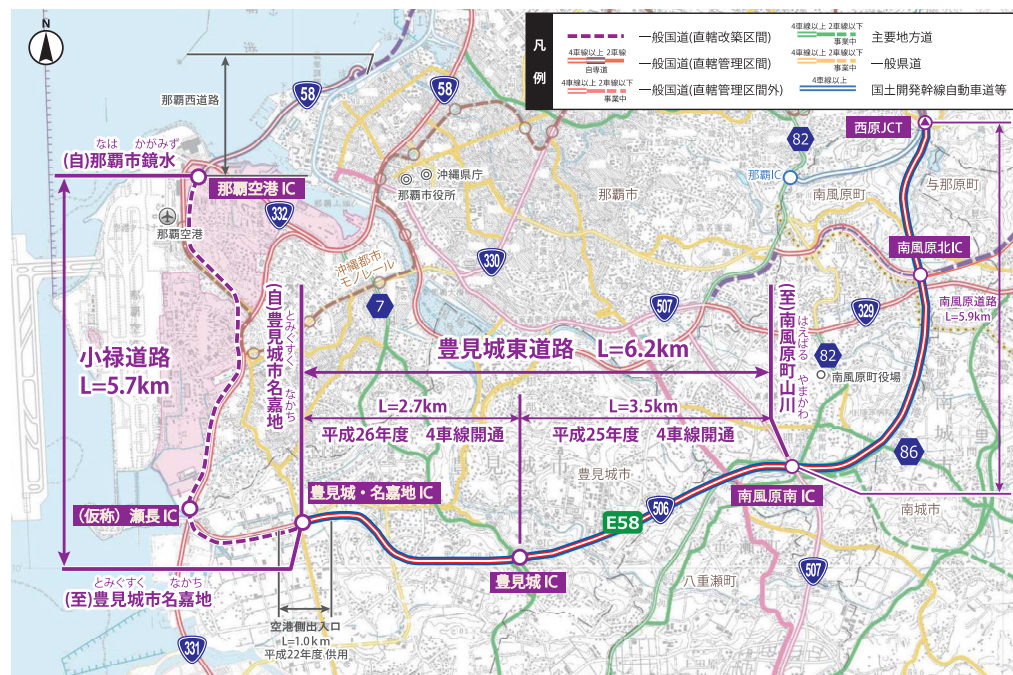 N
凡
例
一般国道(直轄改築区間)
4車線以上 2車線
自専道
一般国道(直轄管理区間)
4車線以上 2車線以下
事業中
一般国道(直轄管理区間外)
4車線以上 2車線以下
事業中
主要地方道
4車線以上 2車線以下
事業中
一般県道
4車線以上
国土開発幹線自動車道等
那覇西道路
58
58
82
西原JCT
なは かがみず
(自)那覇市鏡水
那覇空港 IC
332
那覇空港
沖縄県庁
那覇市役所
那覇市
那覇IC
南風原町
与那原町
南風原北IC
330
沖縄都市
モノレール
7
507
329
82
南風原道路
L=5.9km
南風原町役場
小禄道路
L=5.7km
(自)豊見城市名嘉地
とみぐすく なかち
豊見城東道路 L=6.2km
(至)南風原町山川
はえばる やまかわ
L=2.7km
平成26年度 4車線開通
L=3.5km
平成25年度 4車線開通
86
豊見城市
豊見城・名嘉地 IC
南風原南 IC
506
E58
南城市
(仮称)瀬長 IC
豊見城 IC
八重瀬町
507
とみぐすく なかち
(至)豊見城市名嘉地
空港側出入口
L=1.0km
平成22年度 供用
331